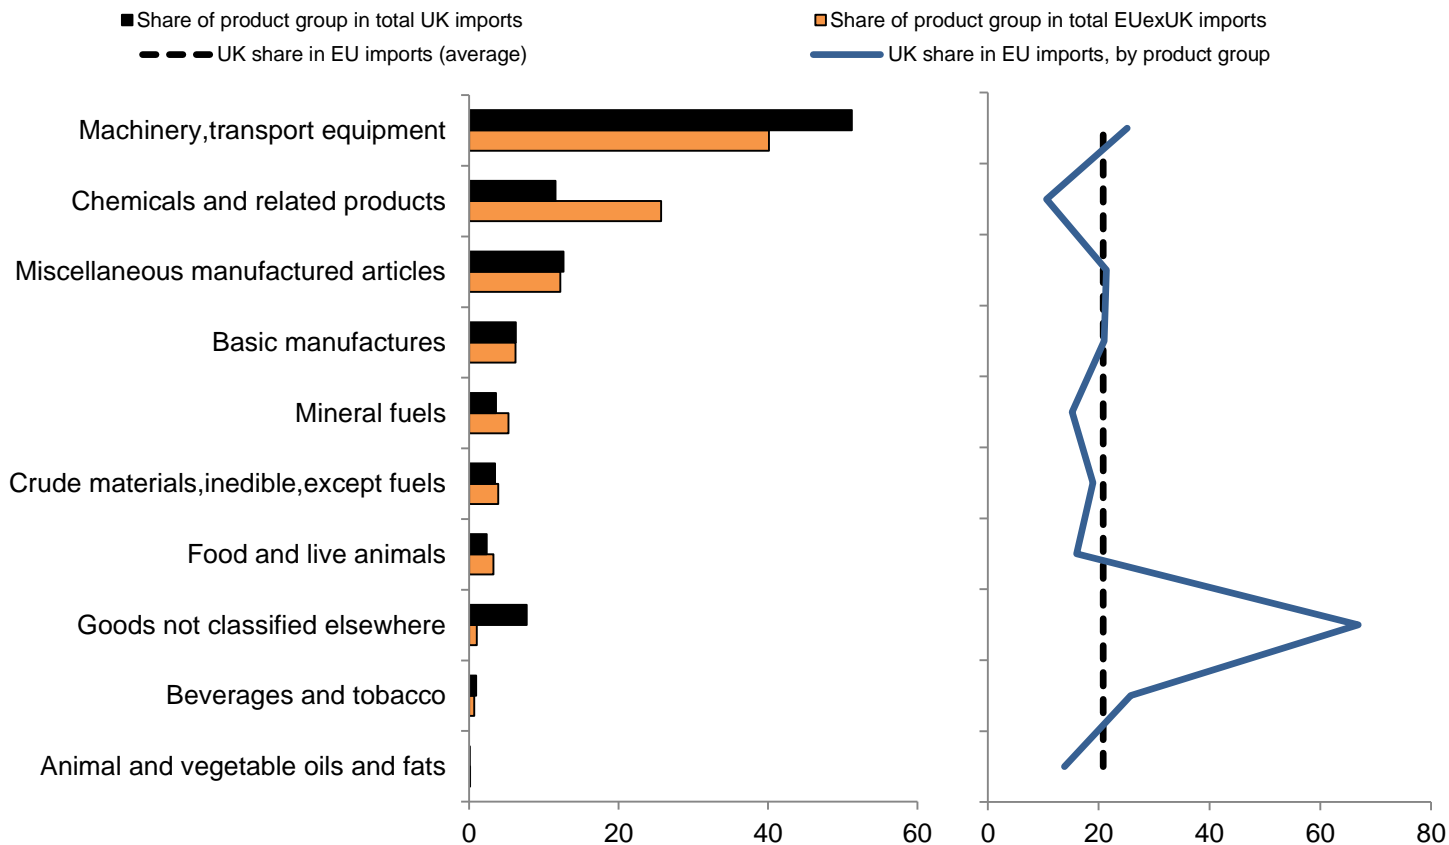 Share of product group in total UK imports
Share of product group in total EUexUK imports
UK share in EU imports (average)
UK share in EU imports, by product group
Machinery,transport equipment
Chemicals and related products
Miscellaneous manufactured articles
Basic manufactures
Mineral fuels
Crude materials,inedible,except fuels
Food and live animals
Goods not classified elsewhere
Beverages and tobacco
Animal and vegetable oils and fats
0 20 40 60
0 20 40 60 80